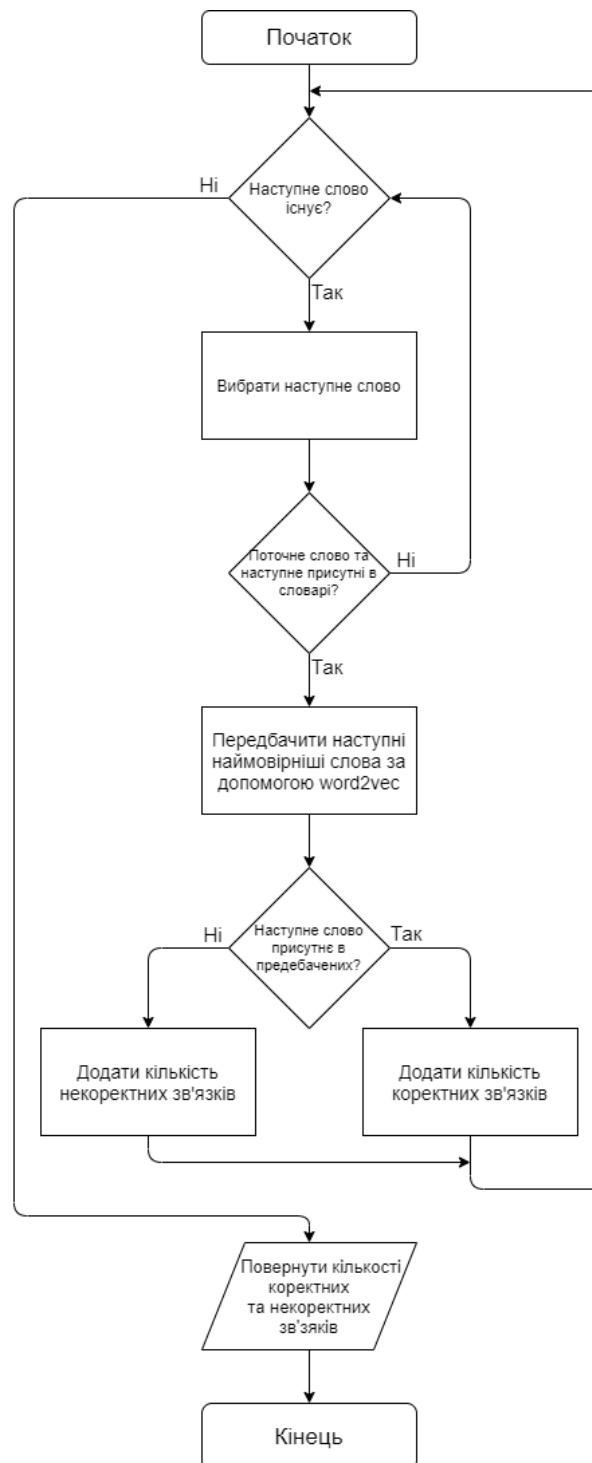 Початок
Ні
Наступне слово
існує?
Так
Вибрати наступне слово
Поточне слово та
наступне присутні в
словарі?
Ні
Так
Передбачити наступні
наймовірніші слова за
допомогою word2vec
Ні
Наступне слово
присутнє в
предебачених?
Так
Додати кількість
некоректних зв'язків
Додати кількість
коректних зв'язків
Повернути кількості
коректних
та некоректних
зв'зяків
Кінець